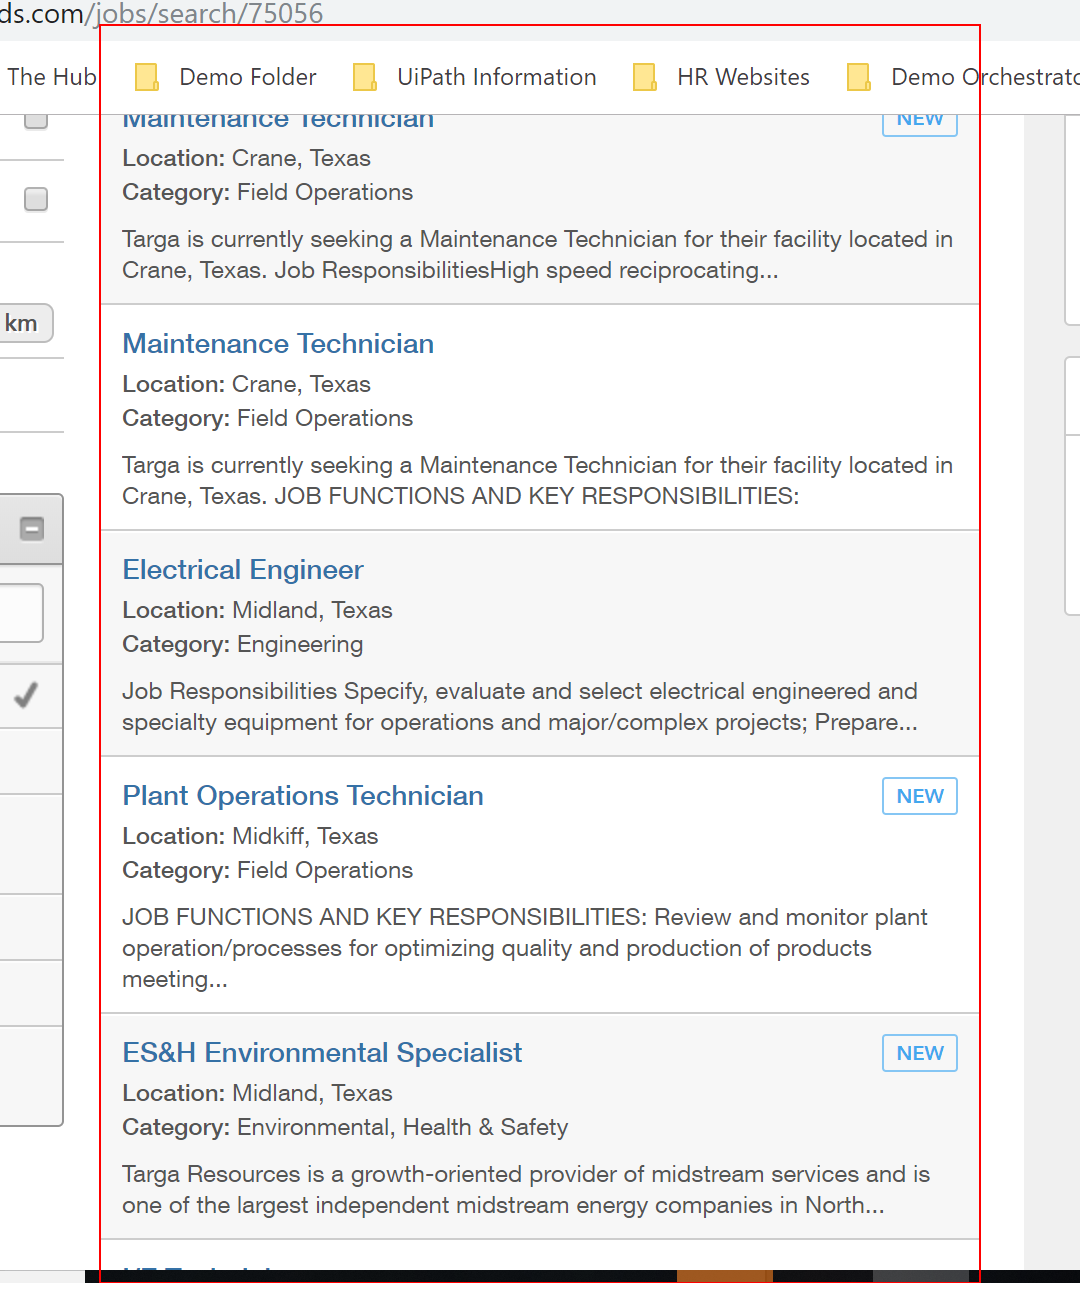 ds.com/jobs/search/75056
The Hub Demo Folder UiPath Information HR Websites Demo Orchestrato
Maintenance Technician NEW
Location: Crane, Texas
Category: Field Operations
Targa is currently seeking a Maintenance Technician for their facility located in
Crane, Texas. Job ResponsibilitiesHigh speed reciprocating...
km
Maintenance Technician
Location: Crane, Texas
Category: Field Operations
Targa is currently seeking a Maintenance Technician for their facility located in
Crane, Texas. JOB FUNCTIONS AND KEY RESPONSIBILITIES:
Electrical Engineer
Location: Midland, Texas
Category: Engineering
Job Responsibilities Specify, evaluate and select electrical engineered and
specialty equipment for operations and major/complex projects; Prepare...
Plant Operations Technician NEW
Location: Midkiff, Texas
Category: Field Operations
JOB FUNCTIONS AND KEY RESPONSIBILITIES: Review and monitor plant
operation/processes for optimizing quality and production of products
meeting...
ES&H Environmental Specialist NEW
Location: Midland, Texas
Category: Environmental, Health & Safety
Targa Resources is a growth-oriented provider of midstream services and is
one of the largest independent midstream energy companies in North...